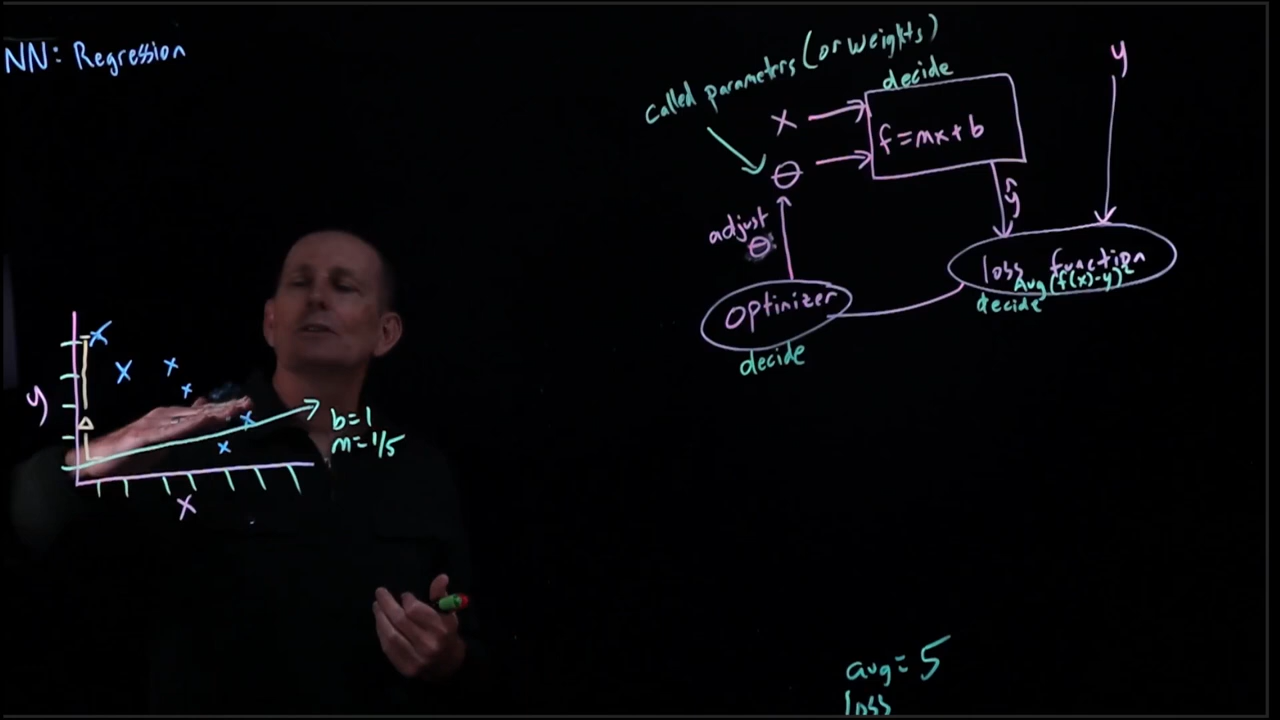 NN: Regression
called parameters (or weights)
decide
y
x
f=mx+b
θ
ŷ
adjust
θ
loss function
Avg(f(x)-y)²
decide
optimizer
decide
y
x
Δ
b=1
m=1/5
avg=5
loss